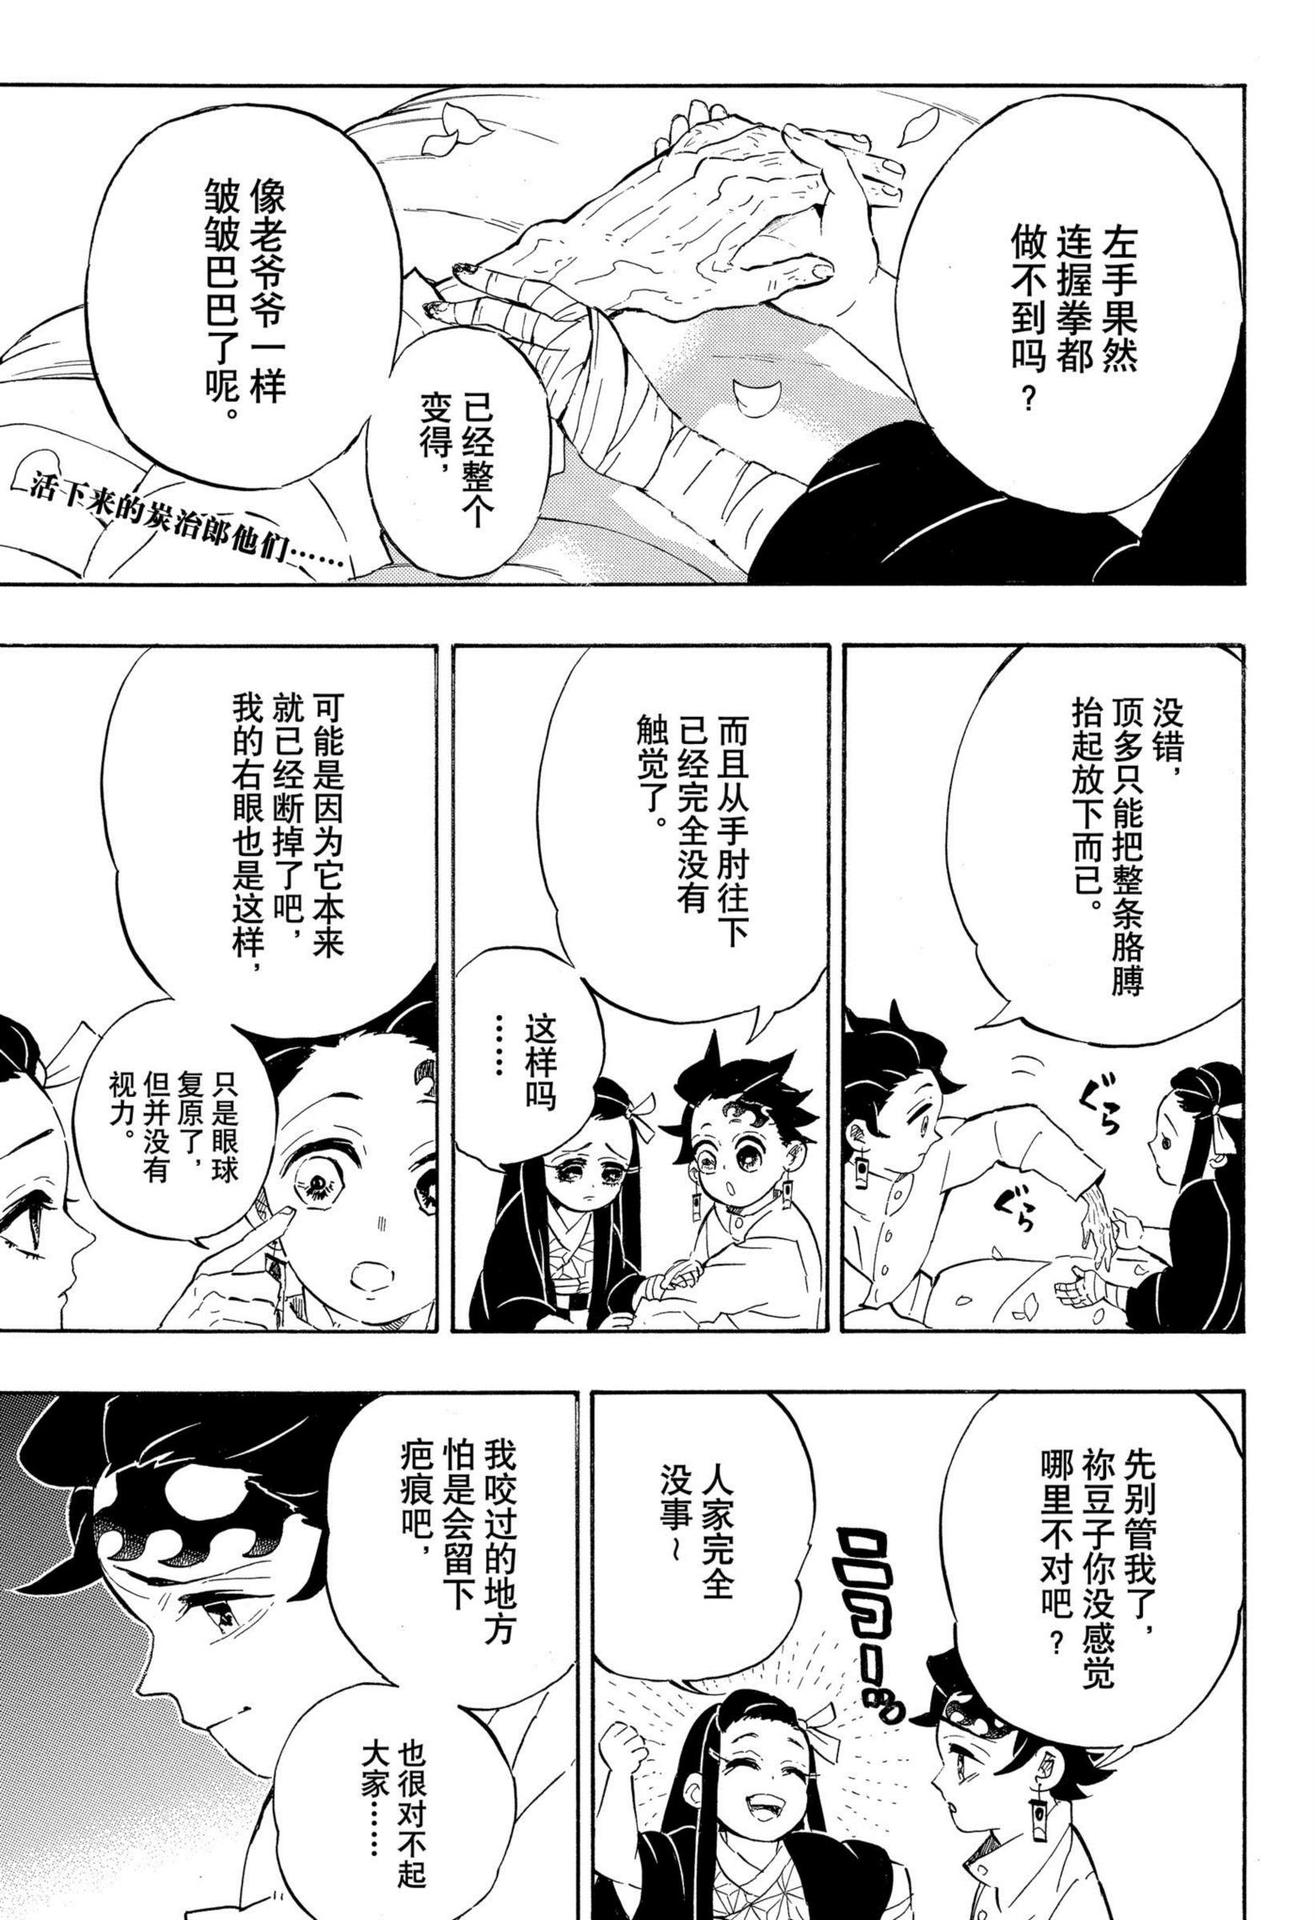 左手果然
连握拳都
做不到吗？
已经整个
变得，
像老爷爷一样
皱皱巴巴了呢。
活下来的炭治郎他们……
没错，
顶多只能把整条胳膊
抬起放下而已。
ぐら
ぐら
而且从手肘往下
已经完全没有
触觉了。
这样吗
……
可能是因为它本来
就已经断掉了吧，
我的右眼也是这样，
只是眼球
复原了，
但并没有
视力。
先别管我了，
祢豆子你没感觉
哪里不对吧？
人家完全
没事~
我咬过的地方
怕是会留下
疤痕吧，
也很对不起
大家……